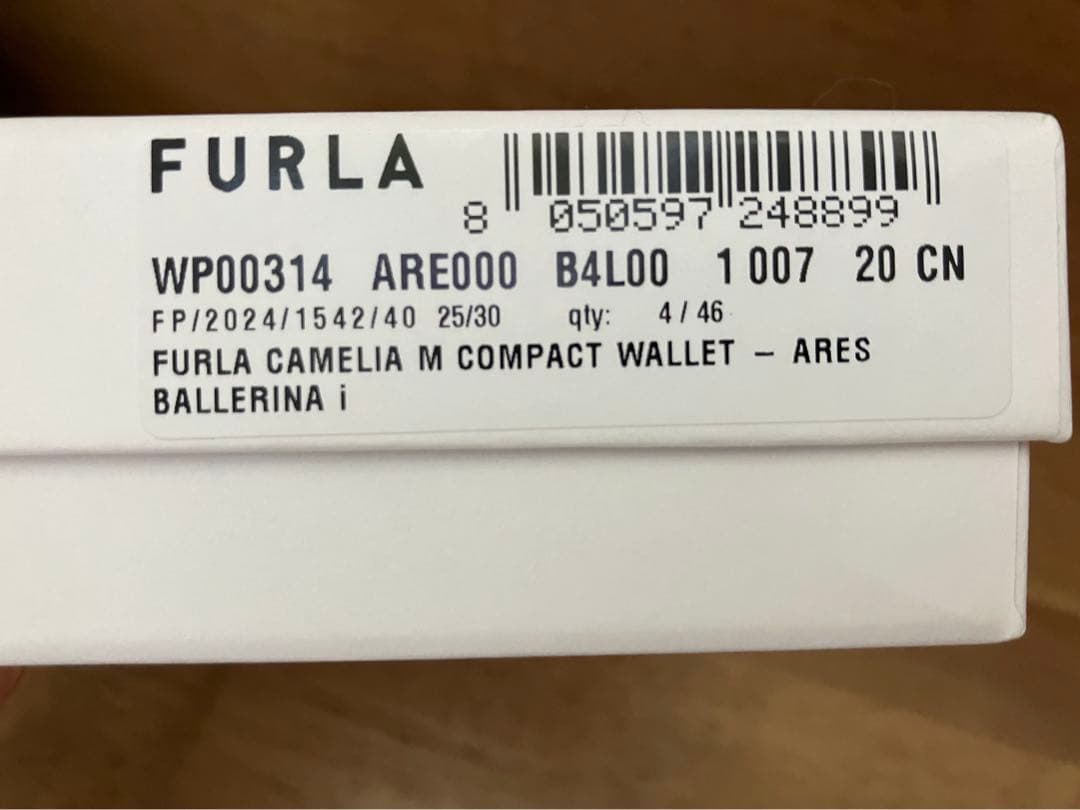 FURLA
8 050597 248899
WP00314 ARE000 B4L00 1 007 20 CN
FP/2024/1542/40 25/30 qty: 4 / 46
FURLA CAMELIA M COMPACT WALLET – ARES
BALLERINA i